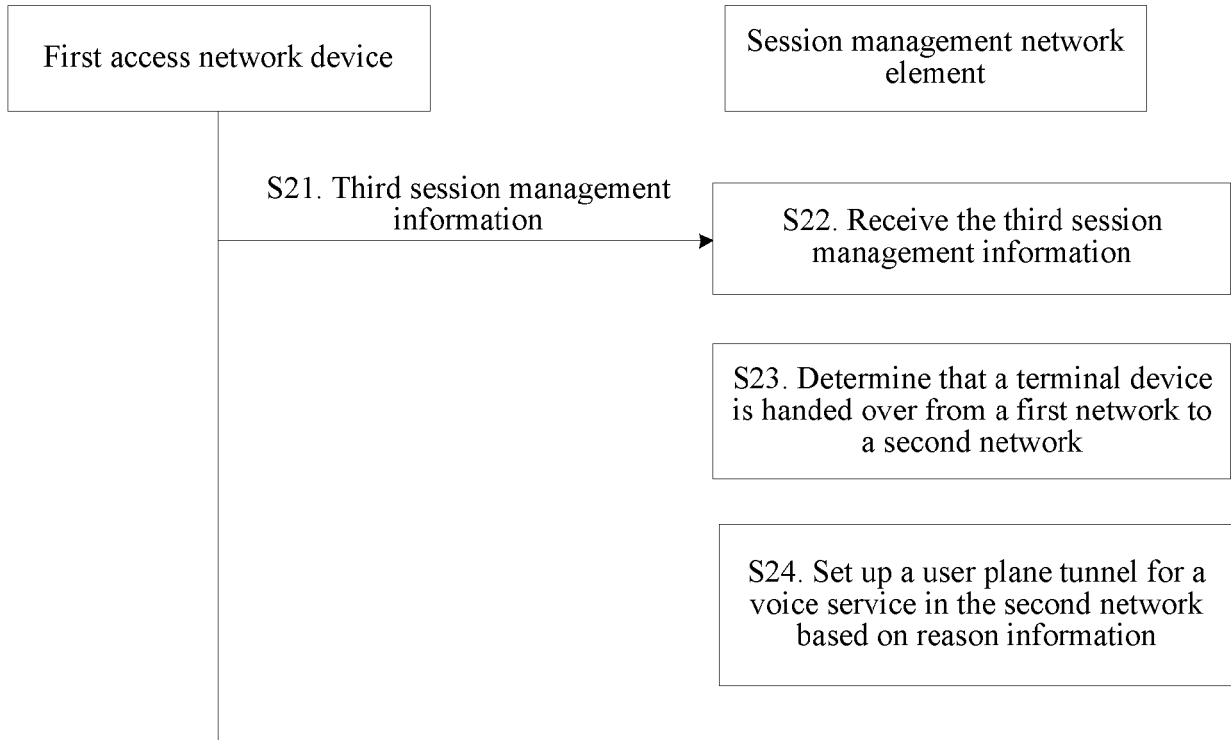 First access network device
Session management network
element
S21. Third session management
information
S22. Receive the third session
management information
S23. Determine that a terminal device
is handed over from a first network to
a second network
S24. Set up a user plane tunnel for a
voice service in the second network
based on reason information